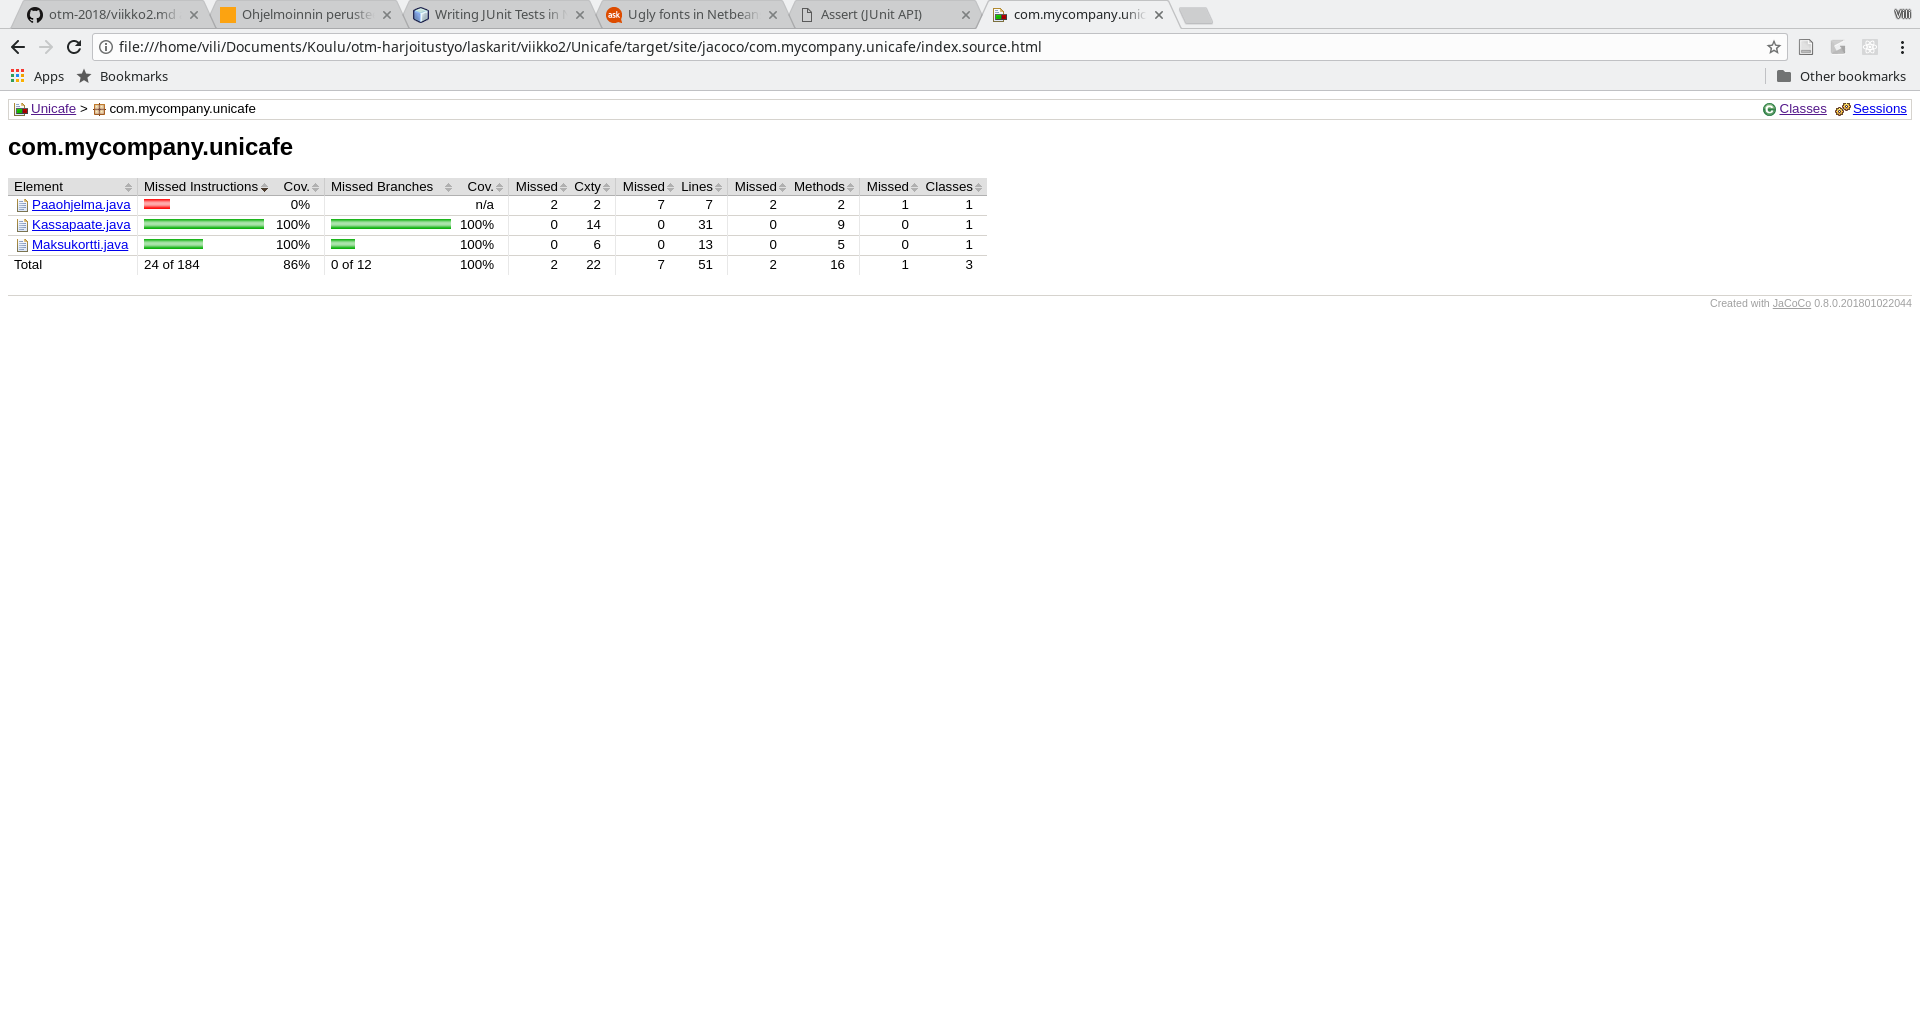 otm-2018/viikko2.md
Ohjelmoinnin peruste
Writing JUnit Tests in
Ugly fonts in Netbean
Assert (JUnit API)
com.mycompany.unic
Vili
file:///home/vili/Documents/Koulu/otm-harjoitustyo/laskarit/viikko2/Unicafe/target/site/jacoco/com.mycompany.unicafe/index.source.html
Apps Bookmarks Other bookmarks
Unicafe > com.mycompany.unicafe Classes Sessions
com.mycompany.unicafe
Element Missed Instructions Cov. Missed Branches Cov. Missed Cxty Missed Lines Missed Methods Missed Classes
Paaohjelma.java 0% n/a 2 2 7 7 2 2 1 1
Kassapaate.java 100% 100% 0 14 0 31 0 9 0 1
Maksukortti.java 100% 100% 0 6 0 13 0 5 0 1
Total 24 of 184 86% 0 of 12 100% 2 22 7 51 2 16 1 3
Created with JaCoCo 0.8.0.201801022044